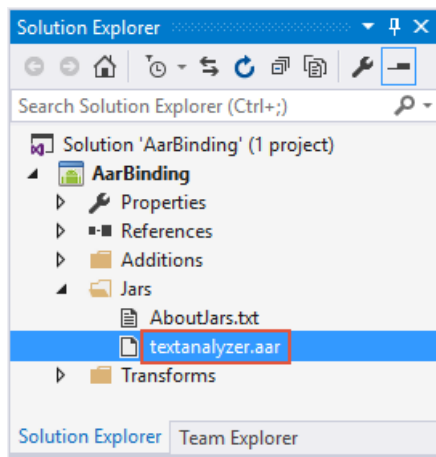 Solution Explorer
Search Solution Explorer (Ctrl+;)
Solution 'AarBinding' (1 project)
AarBinding
Properties
References
Additions
Jars
AboutJars.txt
textanalyzer.aar
Transforms
Solution Explorer Team Explorer